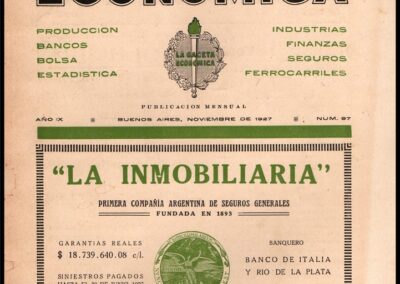 ECONOMICA
PRODUCCION
BANCOS
BOLSA
ESTADISTICA
LA GACETA
ECONOMICA
INDUSTRIAS
FINANZAS
SEGUROS
FERROCARRILES
PUBLICACION MENSUAL
AÑO IX BUENOS AIRES, NOVIEMBRE DE 1927 NUM. 97
"LA INMOBILIARIA"
PRIMERA COMPAÑIA ARGENTINA DE SEGUROS GENERALES
FUNDADA EN 1893
GARANTIAS REALES
$ 18.739.640.08 c/l.
SINIESTROS PAGADOS
BANQUERO
BANCO DE ITALIA
Y RIO DE LA PLATA